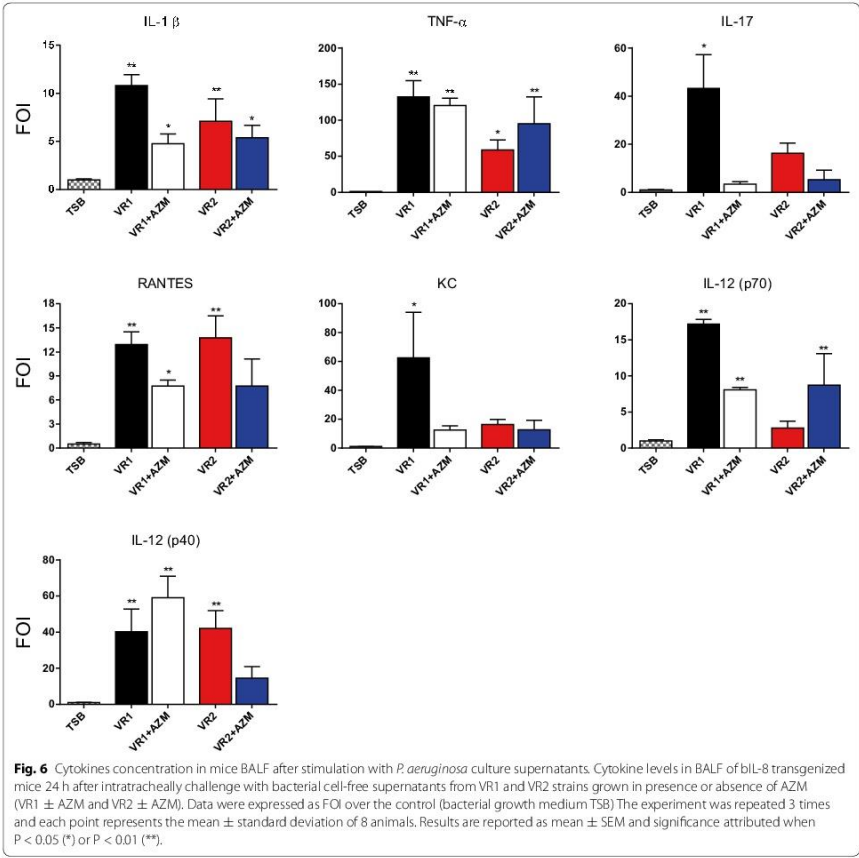 IL-1 β
TNF-α
IL-17
FOI
15
10
5
0
**
*
**
*
TSB
VR1
VR1+AZM
VR2
VR2+AZM
200
150
100
50
0
**
**
*
**
TSB
VR1
VR1+AZM
VR2
VR2+AZM
60
40
20
0
*
TSB
VR1
VR1+AZM
VR2
VR2+AZM
RANTES
KC
IL-12 (p70)
FOI
18
15
12
9
6
3
0
**
*
**
TSB
VR1
VR1+AZM
VR2
VR2+AZM
100
80
60
40
20
0
*
TSB
VR1
VR1+AZM
VR2
VR2+AZM
20
15
10
5
0
**
**
**
TSB
VR1
VR1+AZM
VR2
VR2+AZM
IL-12 (p40)
FOI
80
60
40
20
0
**
**
**
TSB
VR1
VR1+AZM
VR2
VR2+AZM
Fig. 6 Cytokines concentration in mice BALF after stimulation with P. aeruginosa culture supernatants. Cytokine levels in BALF of bIL-8 transgenized
mice 24 h after intratracheally challenge with bacterial cell-free supernatants from VR1 and VR2 strains grown in presence or absence of AZM
(VR1 ± AZM and VR2 ± AZM). Data were expressed as FOI over the control (bacterial growth medium TSB) The experiment was repeated 3 times
and each point represents the mean ± standard deviation of 8 animals. Results are reported as mean ± SEM and significance attributed when
P < 0.05 (*) or P < 0.01 (**).